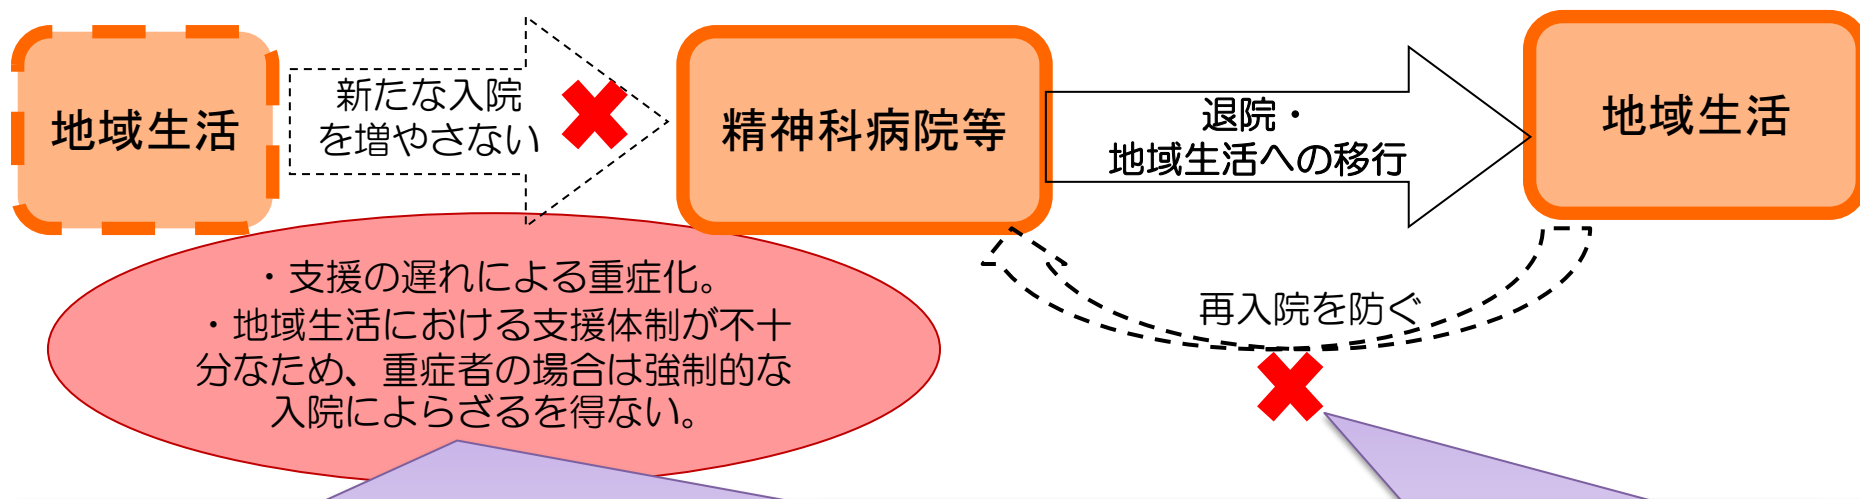 地域生活
新たな入院
を増やさない
精神科病院等
退院・
地域生活への移行
地域生活
・支援の遅れによる重症化。
・地域生活における支援体制が不十
分なため、重症者の場合は強制的な
入院によらざるを得ない。
再入院を防ぐ